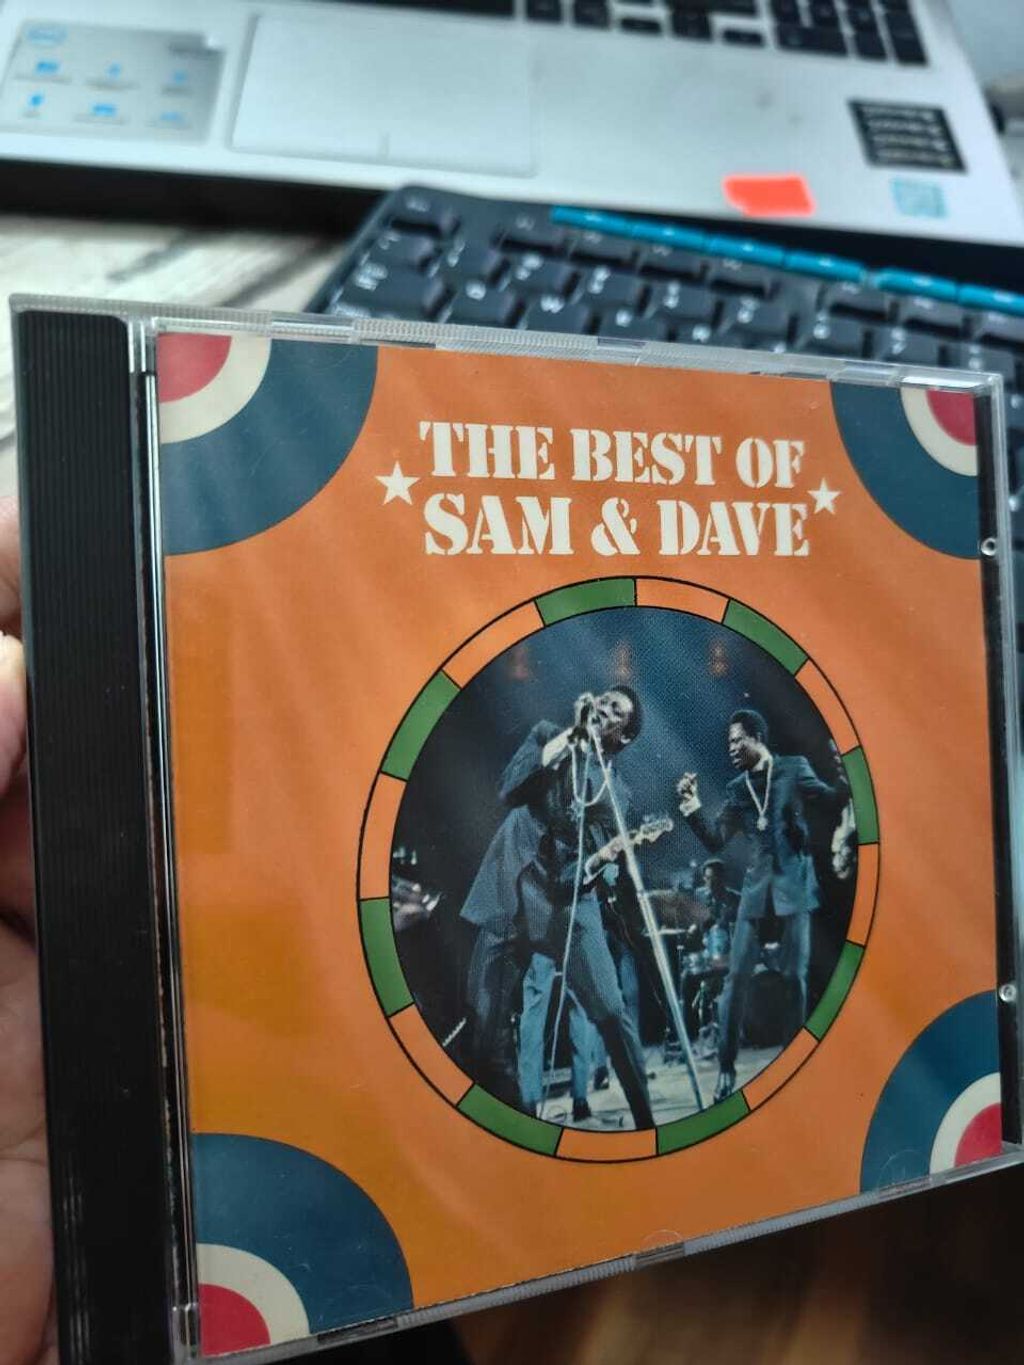 THE BEST OF
SAM & DAVE